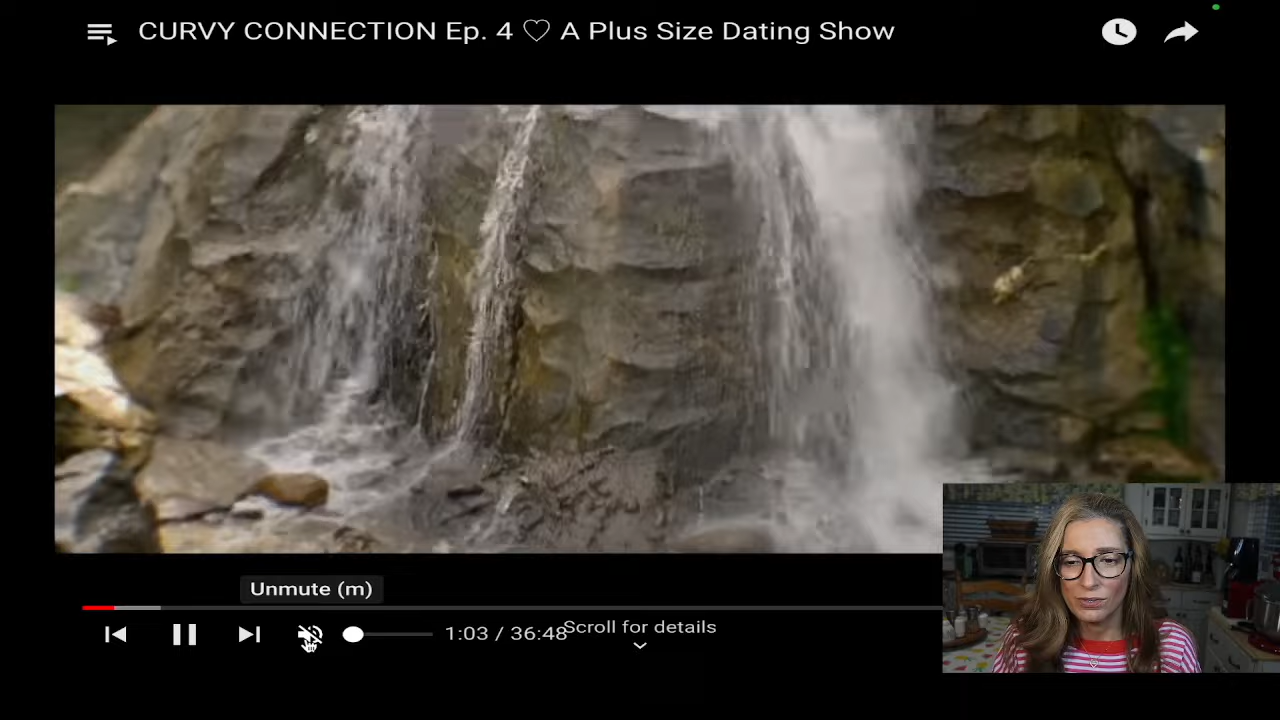 CURVY CONNECTION Ep. 4 ♡ A Plus Size Dating Show
Unmute (m)
1:03 / 36:48
Scroll for details